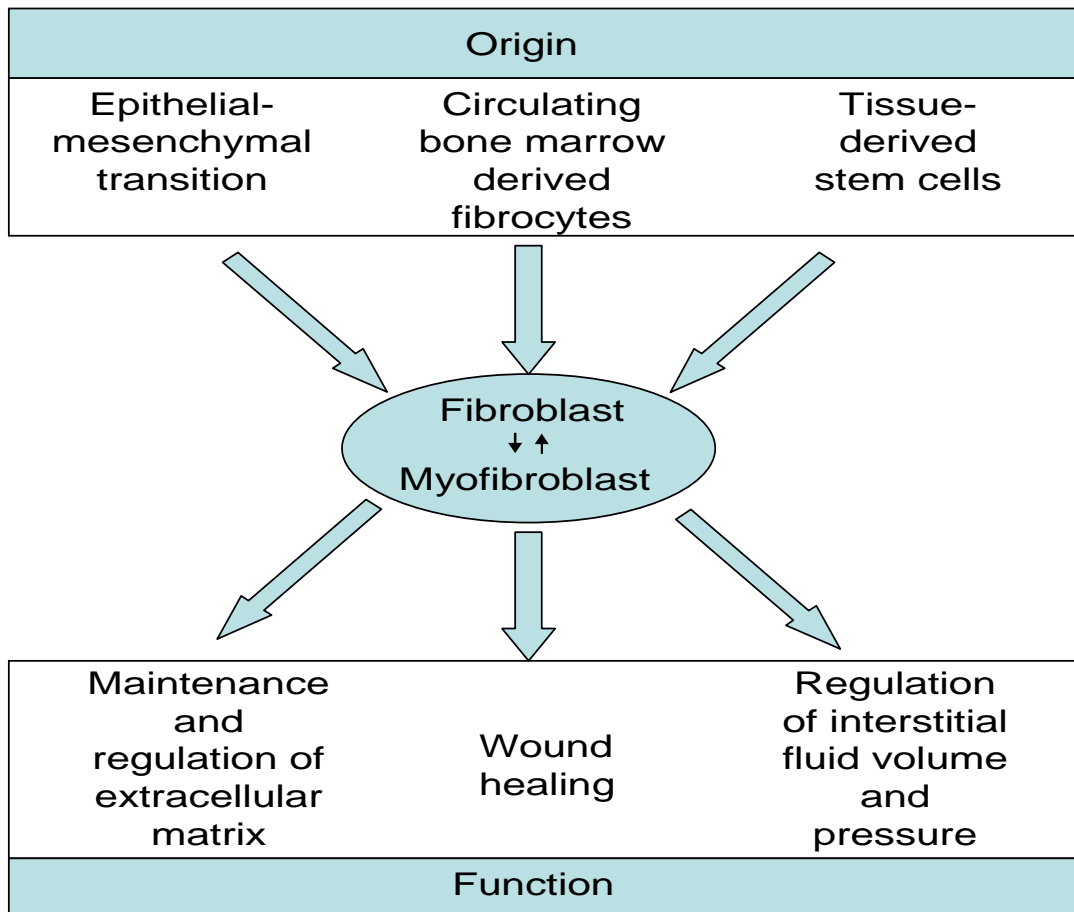 Origin
Epithelial-
mesenchymal
transition
Circulating
bone marrow
derived
fibrocytes
Tissue-
derived
stem cells
Fibroblast
Myofibroblast
Maintenance
and
regulation of
extracellular
matrix
Wound
healing
Regulation
of interstitial
fluid volume
and
pressure
Function